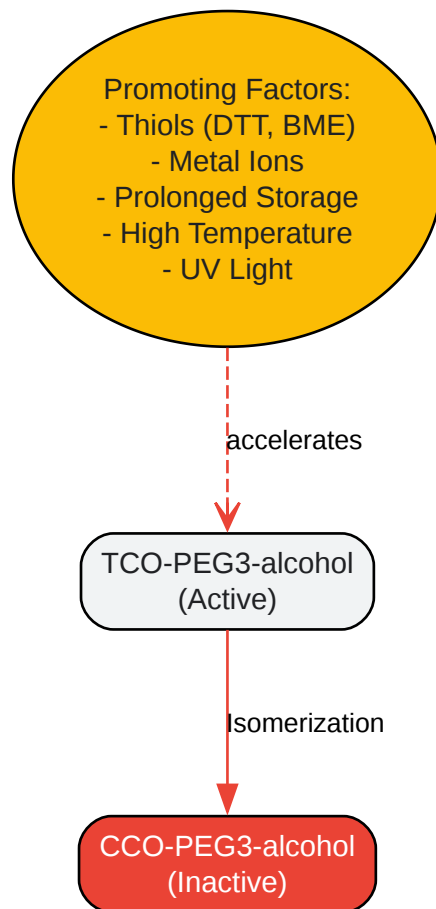 Promoting Factors:
- Thiols (DTT, BME)
- Metal Ions
- Prolonged Storage
- High Temperature
- UV Light
accelerates
TCO-PEG3-alcohol
(Active)
Isomerization
CCO-PEG3-alcohol
(Inactive)